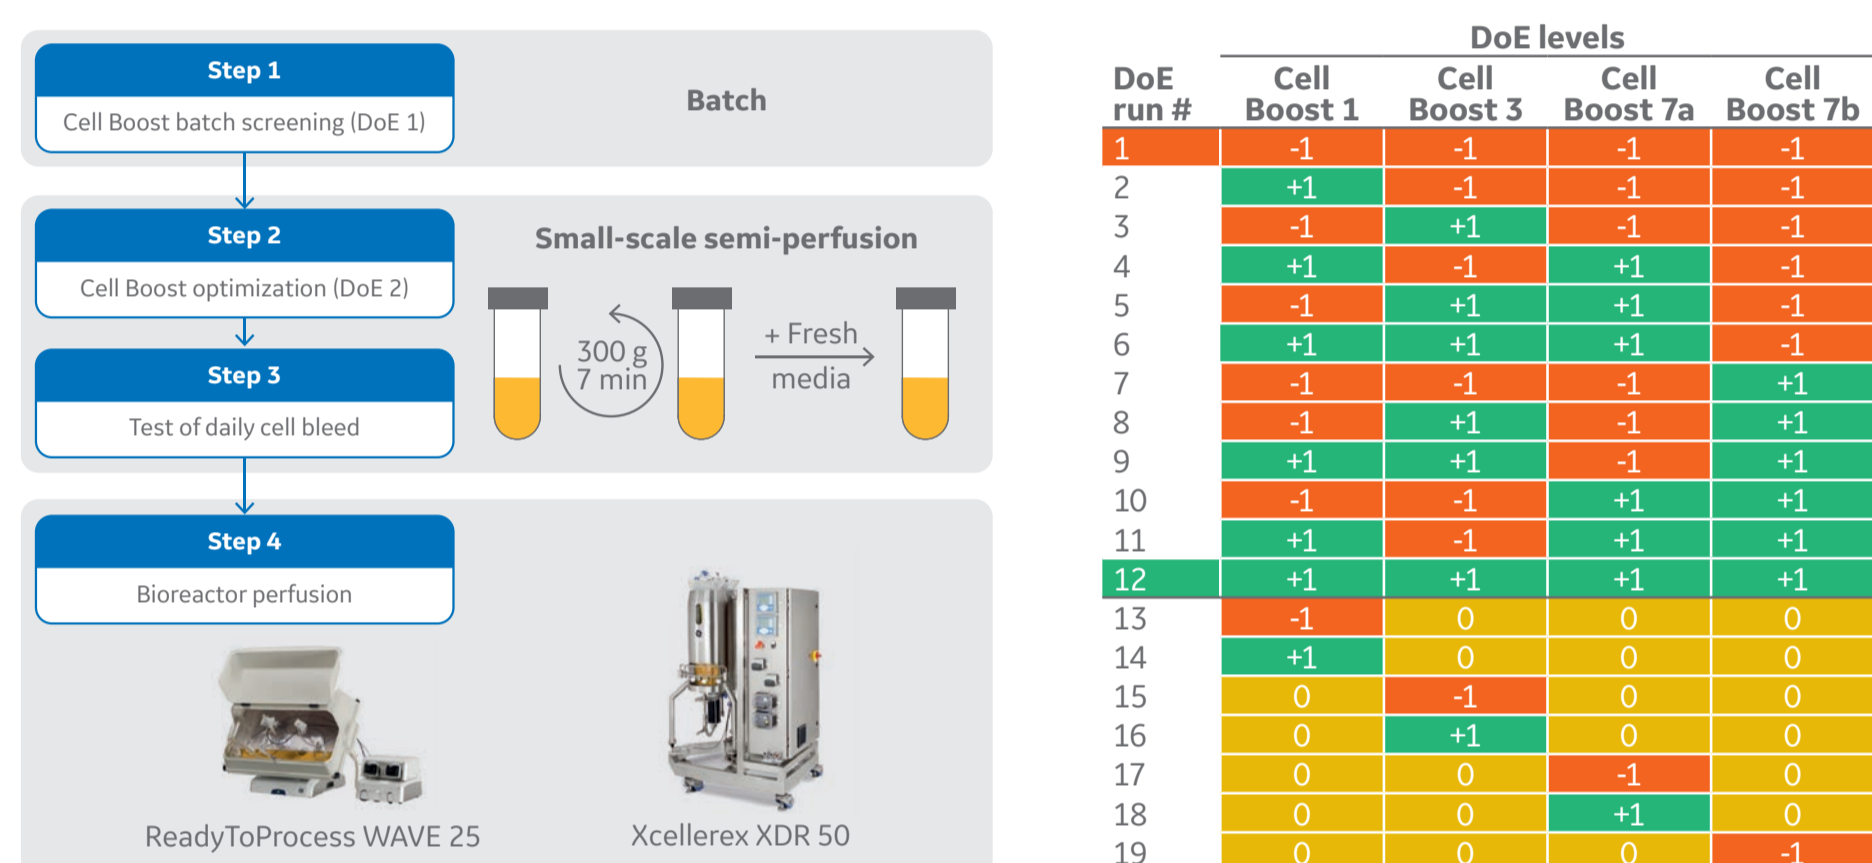 Step 1
Cell Boost batch screening (DoE 1)
Batch
Step 2
Cell Boost optimization (DoE 2)
Small-scale semi-perfusion
300 g
7 min
+ Fresh
media
Step 3
Test of daily cell bleed
Step 4
Bioreactor perfusion
ReadyToProcess WAVE 25
Xcellerex XDR 50
DoE levels
DoE Cell Cell Cell Cell
run # Boost 1 Boost 3 Boost 7a Boost 7b
1 -1 -1 -1 -1
2 +1 -1 -1 -1
3 -1 +1 -1 -1
4 +1 -1 +1 -1
5 -1 +1 +1 -1
6 +1 +1 +1 -1
7 -1 -1 -1 +1
8 -1 +1 -1 +1
9 +1 +1 -1 +1
10 -1 -1 +1 +1
11 +1 -1 +1 +1
12 +1 +1 +1 +1
13 -1 0 0 0
14 +1 0 0 0
15 0 -1 0 0
16 0 +1 0 0
17 0 0 -1 0
18 0 0 +1 0
19 0 0 0 -1